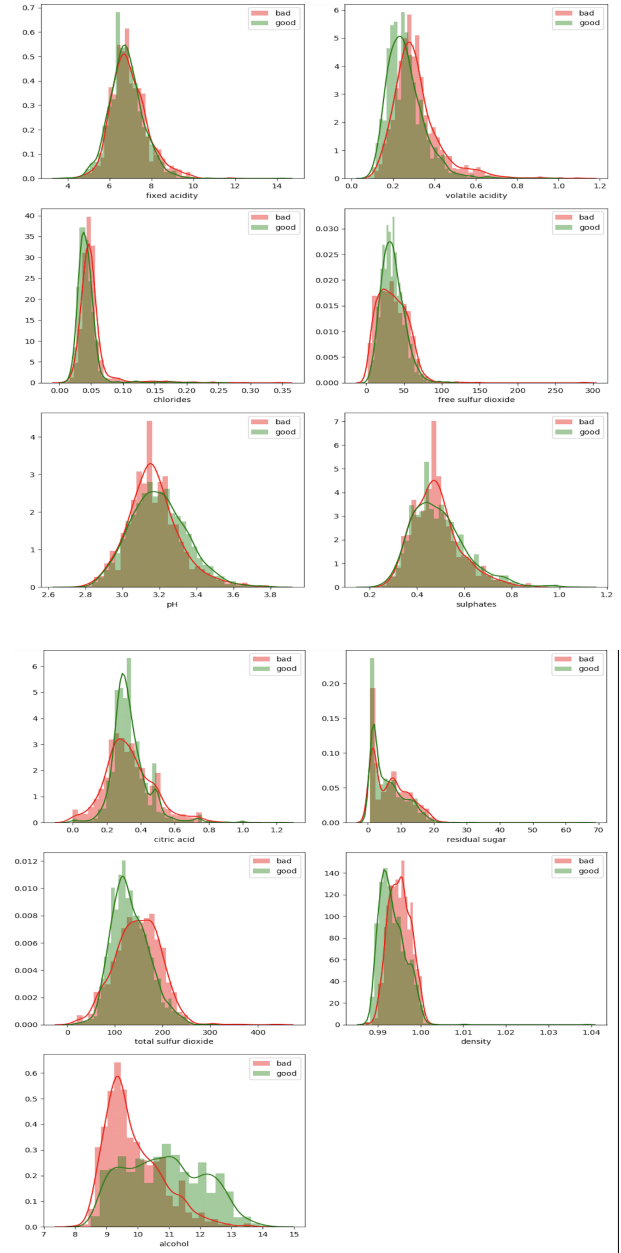 0.7
0.6
0.5
0.4
0.3
0.2
0.1
0.0
4 6 8 10 12 14
fixed acidity
bad
good
6
5
4
3
2
1
0
0.0 0.2 0.4 0.6 0.8 1.0 1.2
volatile acidity
bad
good
40
35
30
25
20
15
10
5
0
0.00 0.05 0.10 0.15 0.20 0.25 0.30 0.35
chlorides
bad
good
0.030
0.025
0.020
0.015
0.010
0.005
0.000
0 50 100 150 200 250 300
free sulfur dioxide
bad
good
4
3
2
1
0
2.6 2.8 3.0 3.2 3.4 3.6 3.8
pH
bad
good
7
6
5
4
3
2
1
0
0.2 0.4 0.6 0.8 1.0 1.2
sulphates
bad
good
6
5
4
3
2
1
0
0.0 0.2 0.4 0.6 0.8 1.0 1.2
citric acid
bad
good
0.20
0.15
0.10
0.05
0.00
0 10 20 30 40 50 60 70
residual sugar
bad
good
0.012
0.010
0.008
0.006
0.004
0.002
0.000
0 100 200 300 400
total sulfur dioxide
bad
good
140
120
100
80
60
40
20
0
0.99 1.00 1.01 1.02 1.03 1.04
density
bad
good
0.6
0.5
0.4
0.3
0.2
0.1
0.0
7 8 9 10 11 12 13 14 15
alcohol
bad
good